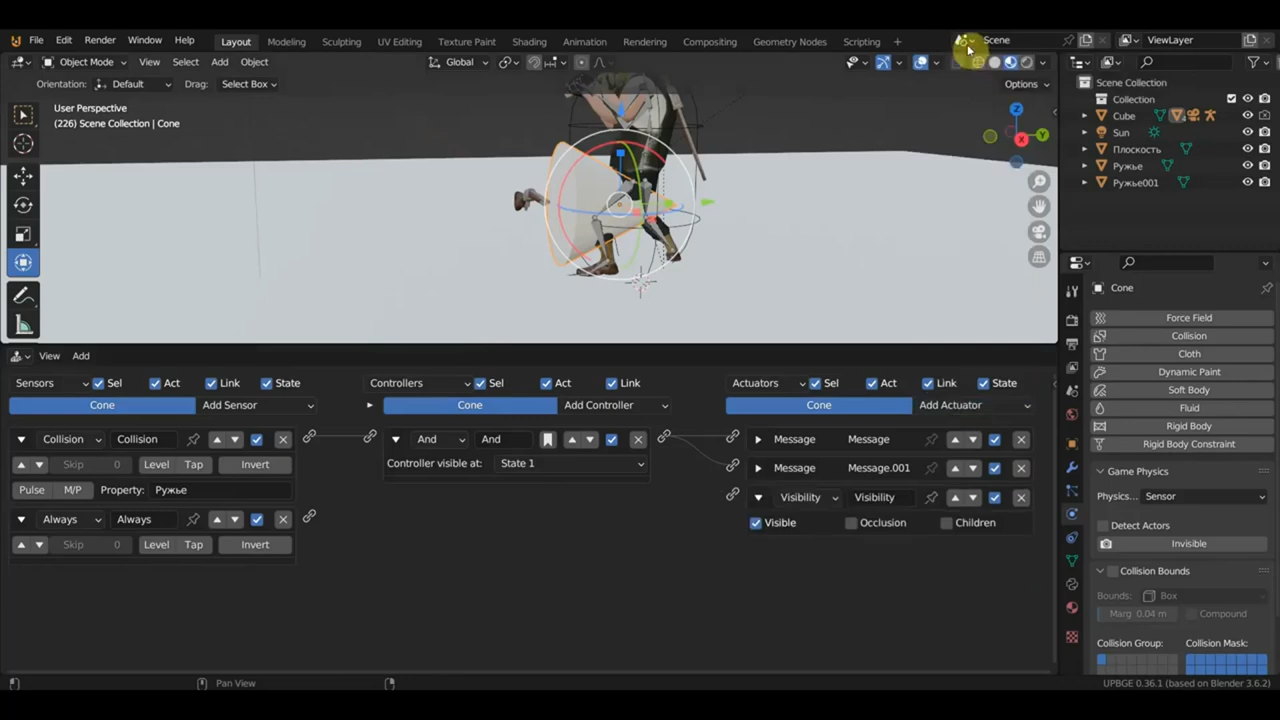 File Edit Render Window Help Layout Modeling Sculpting UV Editing Texture Paint Shading Animation Rendering Compositing Geometry Nodes Scripting + Scene ViewLayer
Object Mode View Select Add Object Global
Orientation: Default Drag: Select Box Options
User Perspective
(226) Scene Collection | Cone
X Y Z
Scene Collection
Collection
Cube
Sun
Плоскость
Ружье
Ружье001
Cone
Force Field
Collision
Cloth
Dynamic Paint
Soft Body
Fluid
Rigid Body
Rigid Body Constraint
Game Physics
Physics... Sensor
Detect Actors
Invisible
Collision Bounds
Bounds: Box
Marg 0.04 m Compound
Collision Group: Collision Mask:
View Add
Sensors Sel Act Link State Controllers Sel Act Link Actuators Sel Act Link State
Cone Add Sensor Cone Add Controller Cone Add Actuator
Collision Collision And And Message Message
Skip 0 Level Tap Invert Controller visible at: State 1 Message Message.001
Pulse M/P Property: Ружье Visibility Visibility
Always Always Visible Occlusion Children
Skip 0 Level Tap Invert
Pan View UPBGE 0.36.1 (based on Blender 3.6.2)